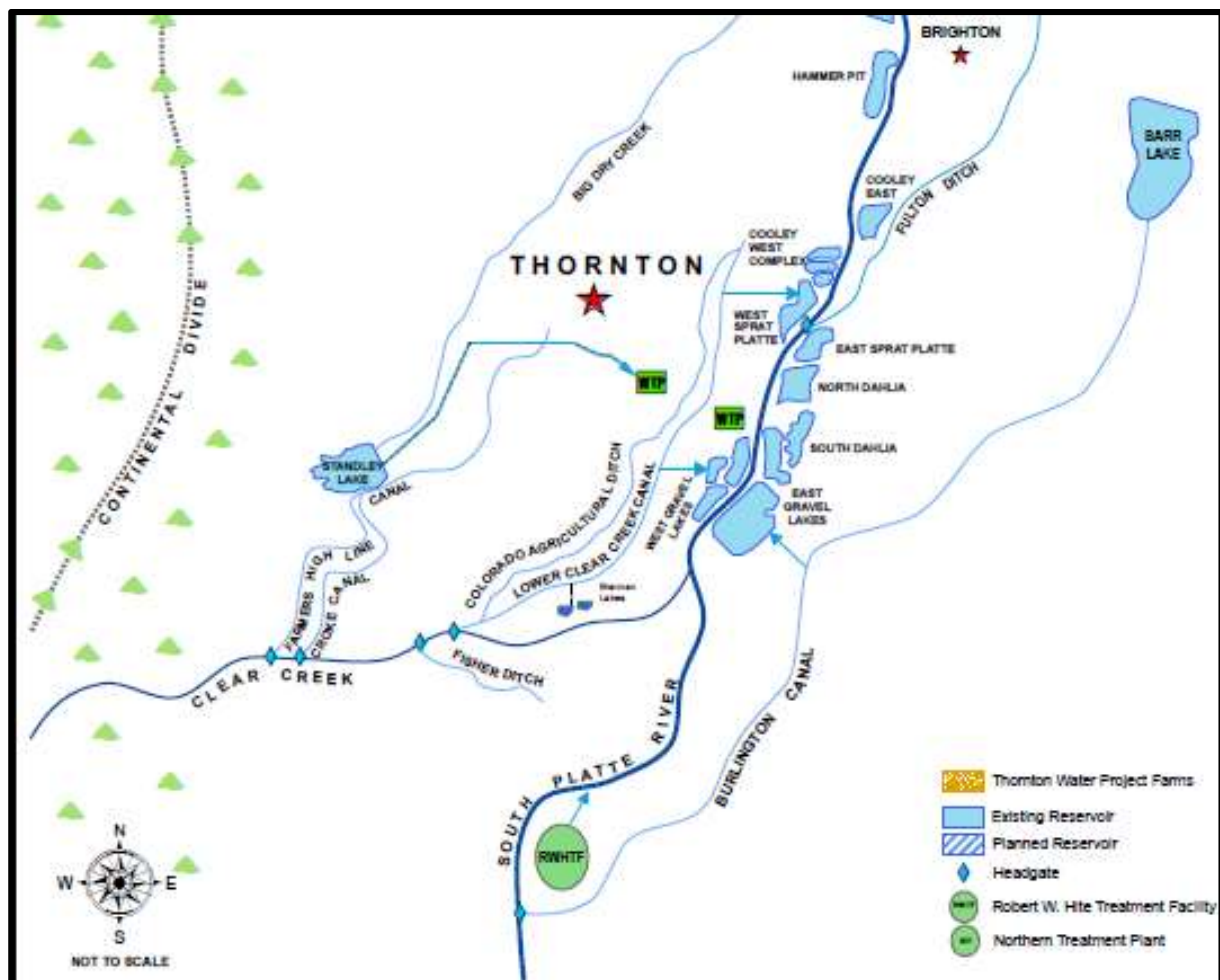 BRIGHTON
HAMMER PIT
BARR
LAKE
BIG DRY CREEK
COOLEY
EAST
FULTON DITCH
COOLEY
WEST
COMPLEX
THORNTON
CONTINENTAL DIVIDE
WEST
SPRAT
PLATTE
EAST SPRAT PLATTE
WTP
NORTH DAHLIA
WTP
SOUTH DAHLIA
STANDLEY
LAKE
CANAL
COLORADO AGRICULTURAL DITCH
LOWER CLEAR CREEK CANAL
WEST GRAVEL
LAKES
EAST
GRAVEL
LAKES
FARMERS HIGH LINE
CROKE CANAL
Lakes
FISHER DITCH
CLEAR CREEK
SOUTH PLATTE RIVER
BURLINGTON CANAL
RWHTF
Thornton Water Project Farms
Existing Reservoir
Planned Reservoir
Headgate
Robert W. Hite Treatment Facility
Northern Treatment Plant
N
W E
S
NOT TO SCALE